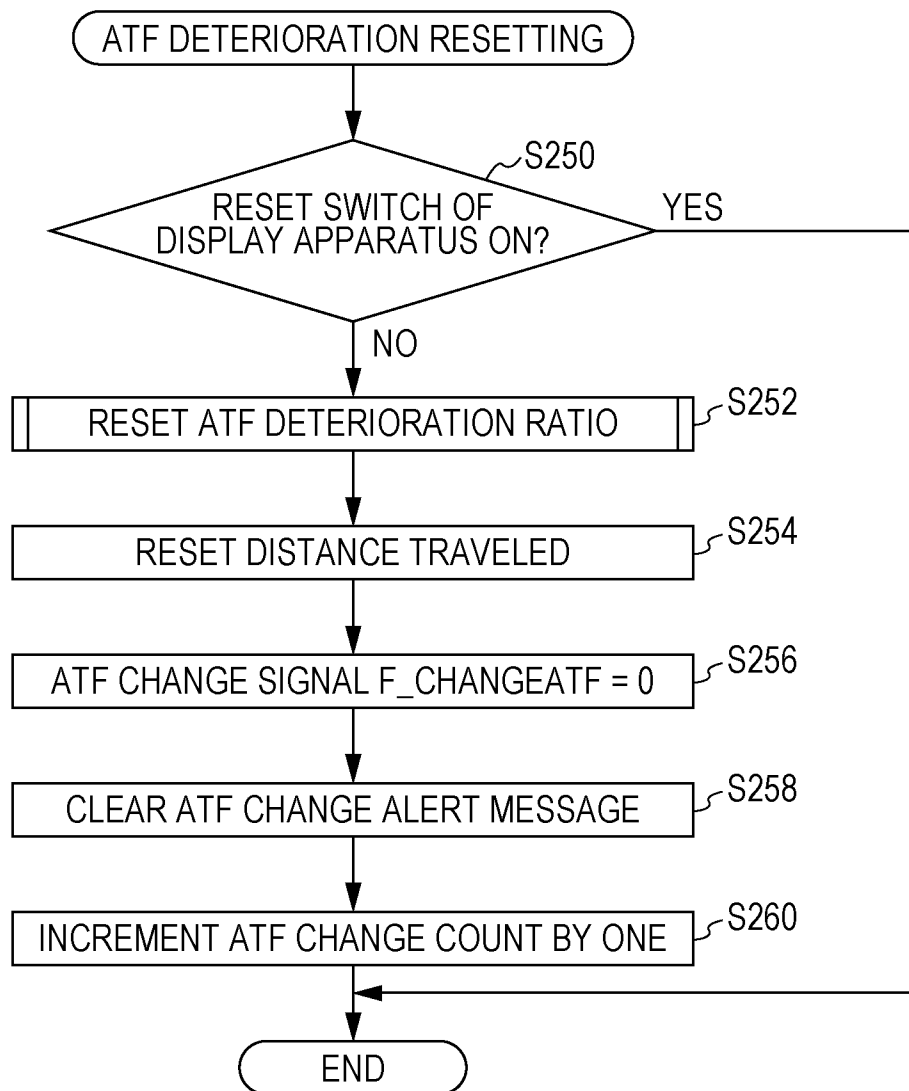 ATF DETERIORATION RESETTING
S250
RESET SWITCH OF
DISPLAY APPARATUS ON?
YES
NO
RESET ATF DETERIORATION RATIO
S252
RESET DISTANCE TRAVELED
S254
ATF CHANGE SIGNAL F_CHANGEATF = 0
S256
CLEAR ATF CHANGE ALERT MESSAGE
S258
INCREMENT ATF CHANGE COUNT BY ONE
S260
END